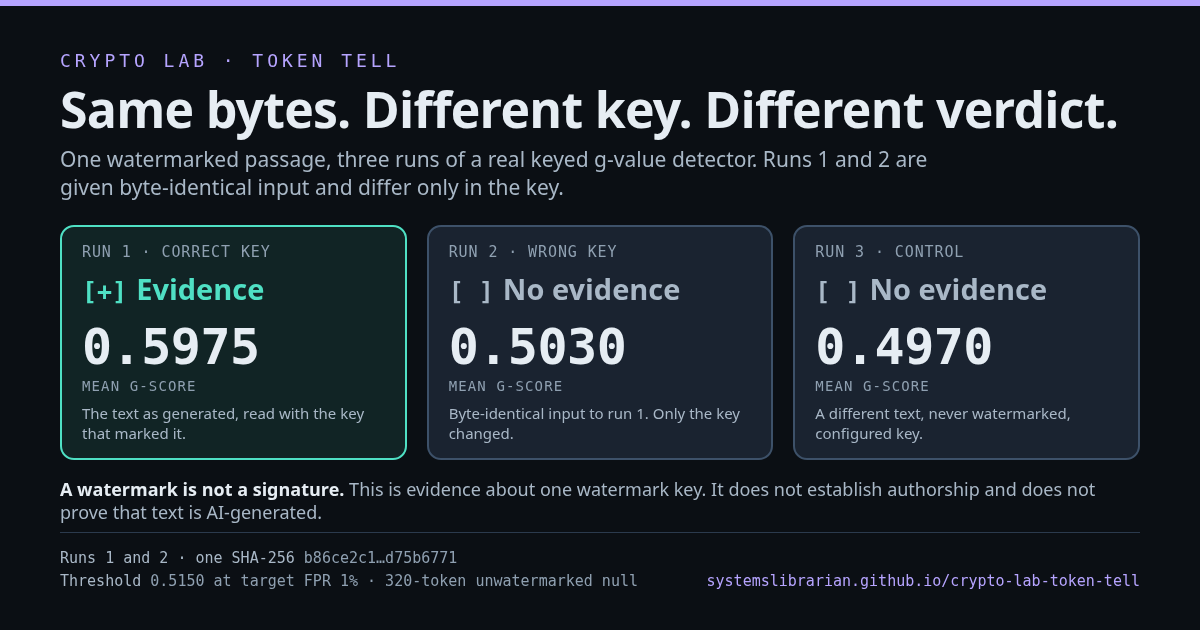 CRYPTO LAB · TOKEN TELL
Same bytes. Different key. Different verdict.
One watermarked passage, three runs of a real keyed g-value detector. Runs 1 and 2 are
given byte-identical input and differ only in the key.
RUN 1 · CORRECT KEY
[+] Evidence
0.5975
MEAN G-SCORE
The text as generated, read with the key
that marked it.
RUN 2 · WRONG KEY
[ ] No evidence
0.5030
MEAN G-SCORE
Byte-identical input to run 1. Only the key
changed.
RUN 3 · CONTROL
[ ] No evidence
0.4970
MEAN G-SCORE
A different text, never watermarked,
configured key.
A watermark is not a signature. This is evidence about one watermark key. It does not establish authorship and does not
prove that text is AI-generated.
Runs 1 and 2 · one SHA-256 b86ce2c1…d75b6771
Threshold 0.5150 at target FPR 1% · 320-token unwatermarked null
systemslibrarian.github.io/crypto-lab-token-tell